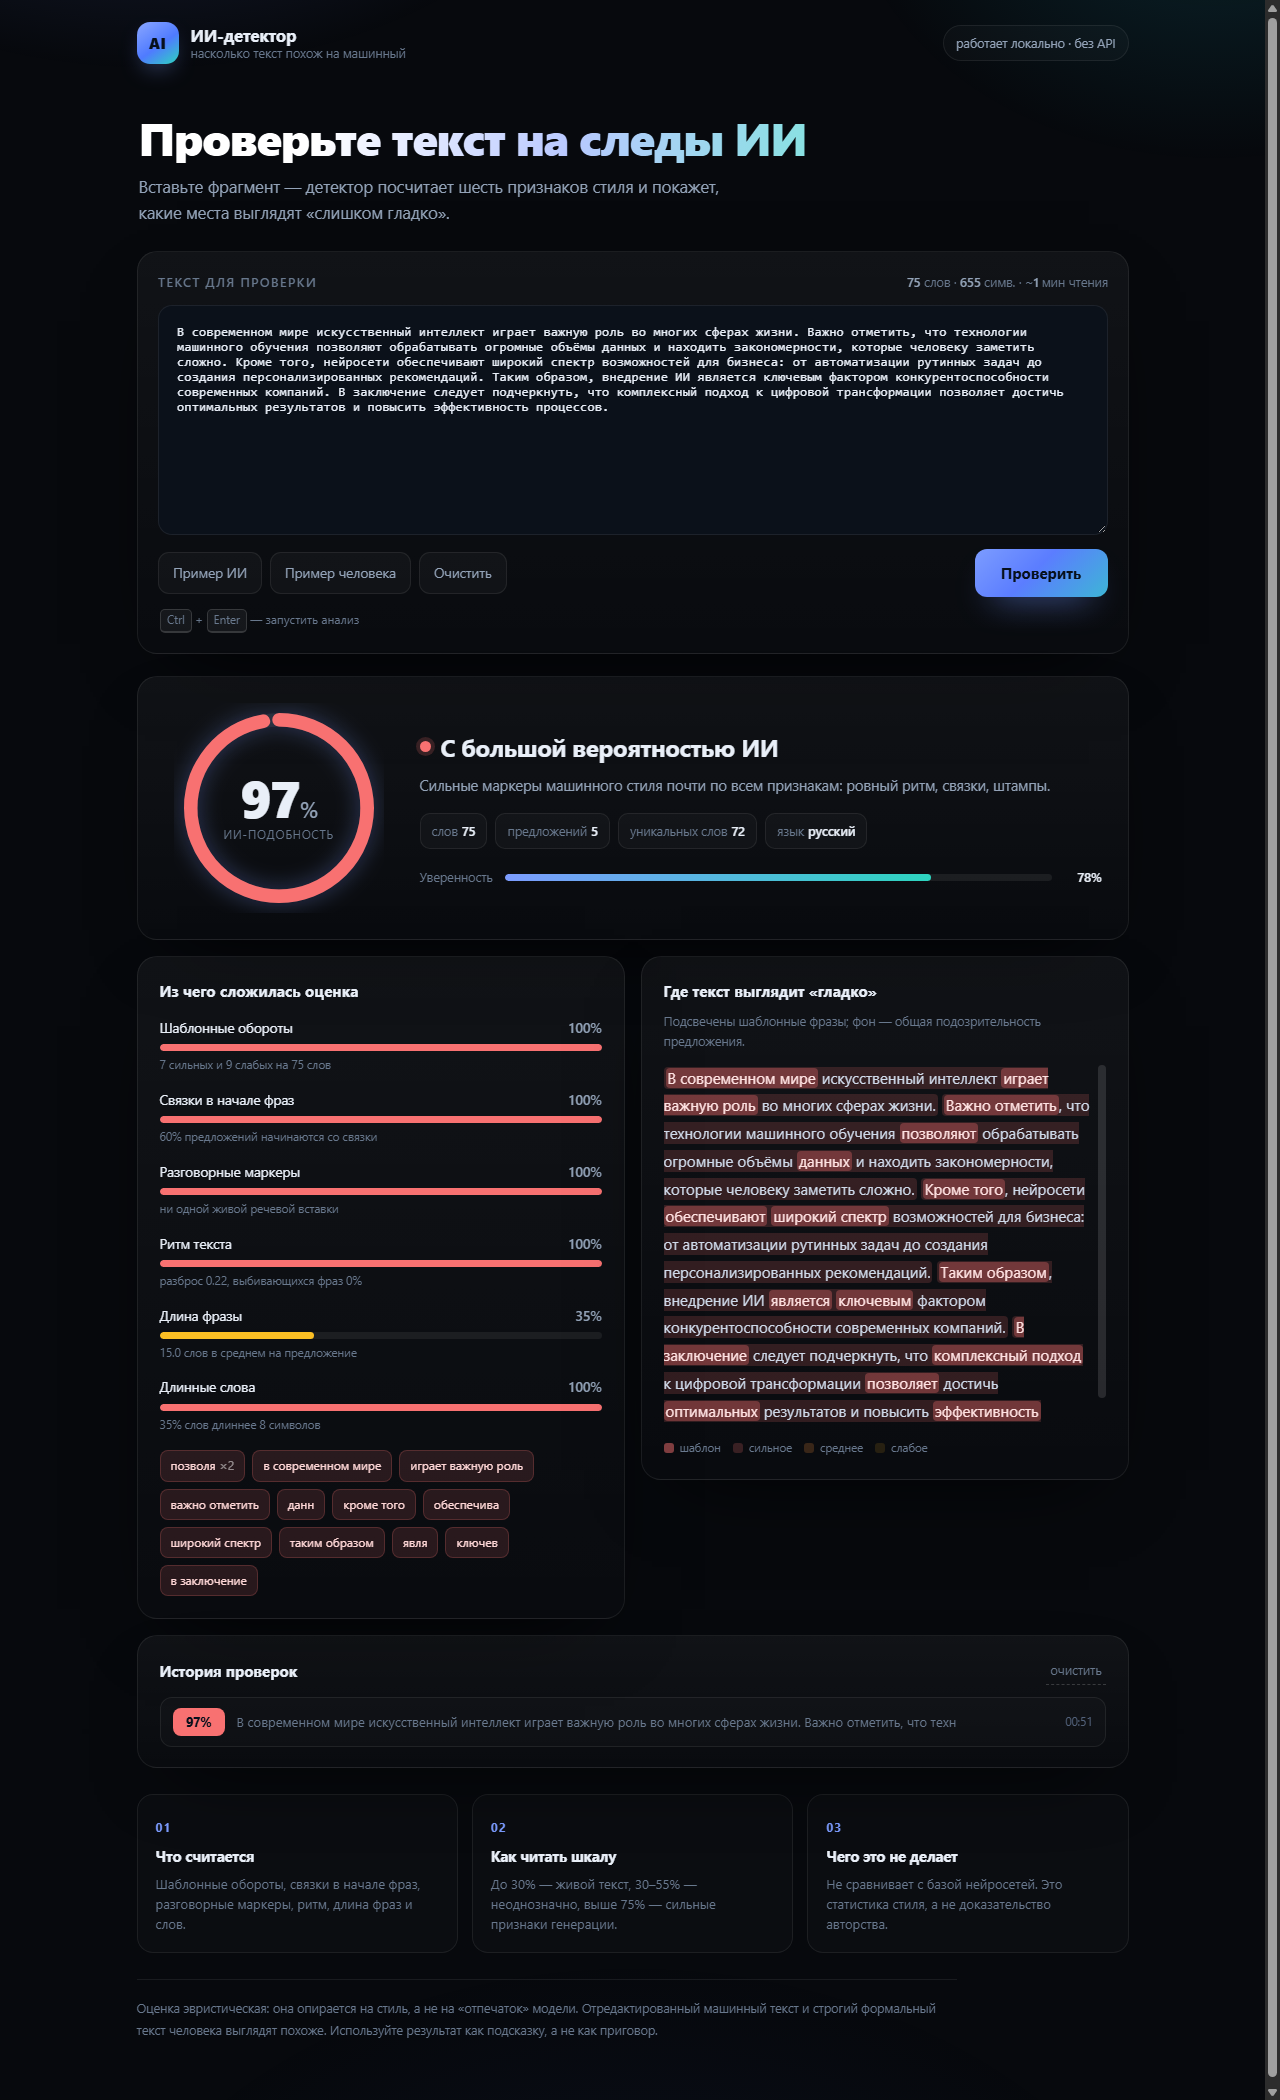 AI
ИИ-детектор
насколько текст похож на машинный
работает локально · без API
Проверьте текст на следы ИИ
Вставьте фрагмент — детектор посчитает шесть признаков стиля и покажет,
какие места выглядят «слишком гладко».
ТЕКСТ ДЛЯ ПРОВЕРКИ
75 слов · 655 симв. · ~1 мин чтения
В современном мире искусственный интеллект играет важную роль во многих сферах жизни. Важно отметить, что технологии
машинного обучения позволяют обрабатывать огромные объёмы данных и находить закономерности, которые человеку заметить
сложно. Кроме того, нейросети обеспечивают широкий спектр возможностей для бизнеса: от автоматизации рутинных задач до
создания персонализированных рекомендаций. Таким образом, внедрение ИИ является ключевым фактором конкурентоспособности
современных компаний. В заключение следует подчеркнуть, что комплексный подход к цифровой трансформации позволяет достичь
оптимальных результатов и повысить эффективность процессов.
Пример ИИ
Пример человека
Очистить
Проверить
Ctrl + Enter — запустить анализ
97%
ИИ-ПОДОБНОСТЬ
С большой вероятностью ИИ
Сильные маркеры машинного стиля почти по всем признакам: ровный ритм, связки, штампы.
слов 75
предложений 5
уникальных слов 72
язык русский
Уверенность
78%
Из чего сложилась оценка
Шаблонные обороты 100%
7 сильных и 9 слабых на 75 слов
Связки в начале фраз 100%
60% предложений начинаются со связки
Разговорные маркеры 100%
ни одной живой речевой вставки
Ритм текста 100%
разброс 0.22, выбивающихся фраз 0%
Длина фразы 35%
15.0 слов в среднем на предложение
Длинные слова 100%
35% слов длиннее 8 символов
позволя ×2 в современном мире играет важную роль
важно отметить данн кроме того обеспечива
широкий спектр таким образом явля ключев
в заключение
Где текст выглядит «гладко»
Подсвечены шаблонные фразы; фон — общая подозрительность
предложения.
В современном мире искусственный интеллект играет
важную роль во многих сферах жизни. Важно отметить, что
технологии машинного обучения позволяют обрабатывать
огромные объёмы данных и находить закономерности,
которые человеку заметить сложно. Кроме того, нейросети
обеспечивают широкий спектр возможностей для бизнеса:
от автоматизации рутинных задач до создания
персонализированных рекомендаций. Таким образом,
внедрение ИИ является ключевым фактором
конкурентоспособности современных компаний. В
заключение следует подчеркнуть, что комплексный подход
к цифровой трансформации позволяет достичь
оптимальных результатов и повысить эффективность
шаблон сильное среднее слабое
История проверок
очистить
97% В современном мире искусственный интеллект играет важную роль во многих сферах жизни. Важно отметить, что техн 00:51
01
Что считается
Шаблонные обороты, связки в начале фраз,
разговорные маркеры, ритм, длина фраз и
слов.
02
Как читать шкалу
До 30% — живой текст, 30–55% —
неоднозначно, выше 75% — сильные
признаки генерации.
03
Чего это не делает
Не сравнивает с базой нейросетей. Это
статистика стиля, а не доказательство
авторства.
Оценка эвристическая: она опирается на стиль, а не на «отпечаток» модели. Отредактированный машинный текст и строгий формальный
текст человека выглядят похоже. Используйте результат как подсказку, а не как приговор.